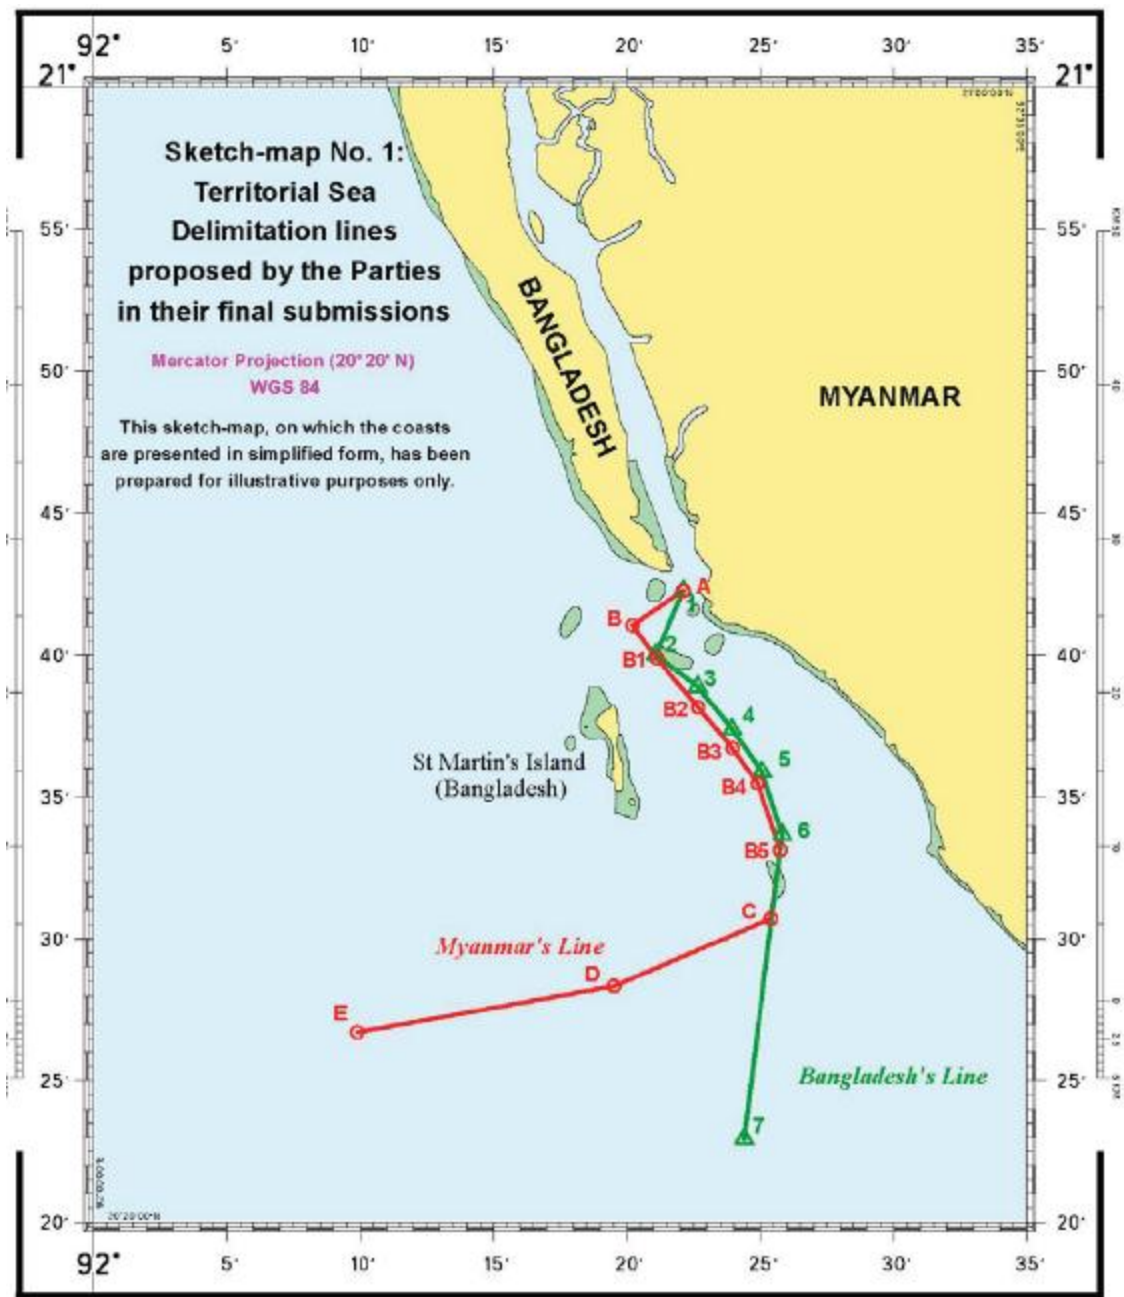 92°
5'
10'
15'
20'
25'
30'
35'
21°
21°
Sketch-map No. 1:
Territorial Sea
Delimitation lines
proposed by the Parties
in their final submissions
Mercator Projection (20°20' N)
WGS 84
This sketch-map, on which the coasts
are presented in simplified form, has been
prepared for illustrative purposes only.
BANGLADESH
MYANMAR
55'
55'
50'
50'
45'
45'
40'
40'
35'
35'
30'
30'
25'
25'
20'
20'
A
1
B
2
B1
3
B2
4
B3
5
B4
6
B5
St Martin's Island
(Bangladesh)
C
Myanmar's Line
D
E
Bangladesh's Line
7
92°
5'
10'
15'
20'
25'
30'
35'